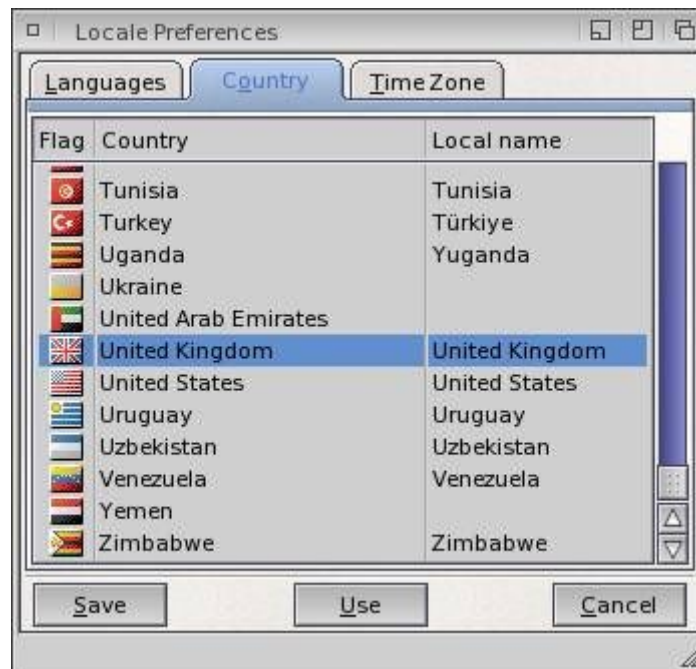 Locale Preferences
Languages Country Time Zone
Flag Country Local name
Tunisia Tunisia
Turkey Türkiye
Uganda Yuganda
Ukraine
United Arab Emirates
United Kingdom United Kingdom
United States United States
Uruguay Uruguay
Uzbekistan Uzbekistan
Venezuela Venezuela
Yemen
Zimbabwe Zimbabwe
Save Use Cancel